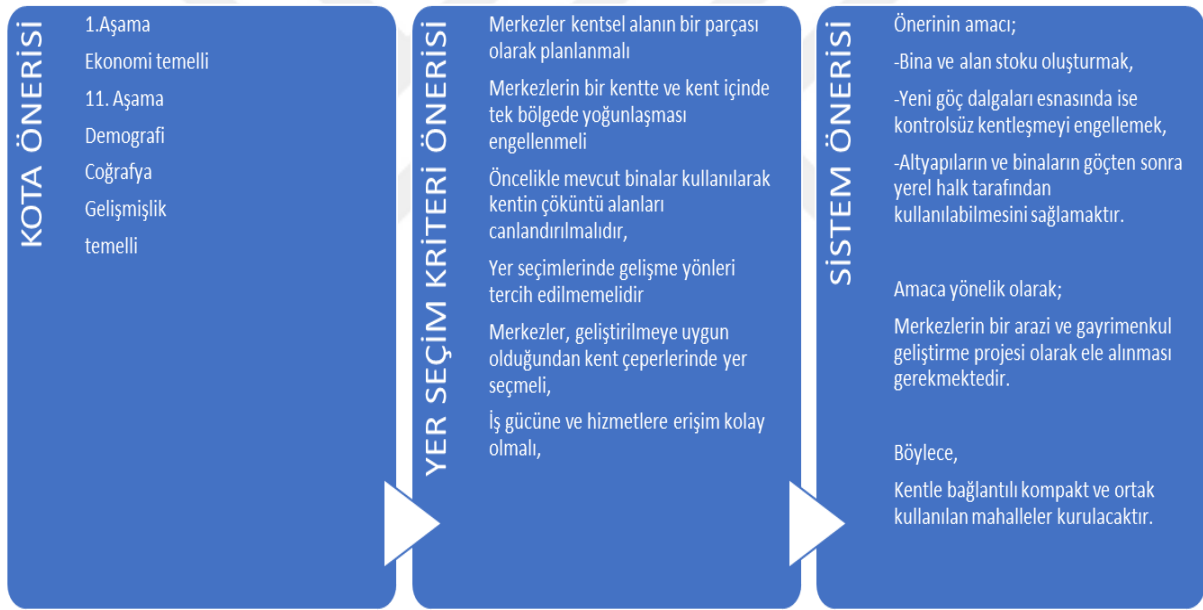 KOTA ÖNERİSİ
1.Aşama
Ekonomi temelli
11. Aşama
Demografi
Coğrafya
Gelişmişlik
temelli
YER SEÇİM KRİTERİ ÖNERİSİ
Merkezler kentsel alanın bir parçası
olarak planlanmalı
Merkezlerin bir kentte ve kent içinde
tek bölgede yoğunlaşması
engellenmeli
Öncelikle mevcut binalar kullanılarak
kentin çöküntü alanları
canlandırılmalıdır,
Yer seçimlerinde gelişme yönleri
tercih edilmemelidir
Merkezler, geliştirilmeye uygun
olduğundan kent çeperlerinde yer
seçmeli,
İş gücüne ve hizmetlere erişim kolay
olmalı,
SİSTEM ÖNERİSİ
Önerinin amacı;
-Bina ve alan stoku oluşturmak,
-Yeni göç dalgaları esnasında ise
kontrolsüz kentleşmeyi engellemek,
-Altyapıların ve binaların göçten sonra
yerel halk tarafından
kullanılabilmesini sağlamaktır.
Amaca yönelik olarak;
Merkezlerin bir arazi ve gayrimenkul
geliştirme projesi olarak ele alınması
gerekmektedir.
Böylece,
Kentle bağlantılı kompakt ve ortak
kullanılan mahalleler kurulacaktır.